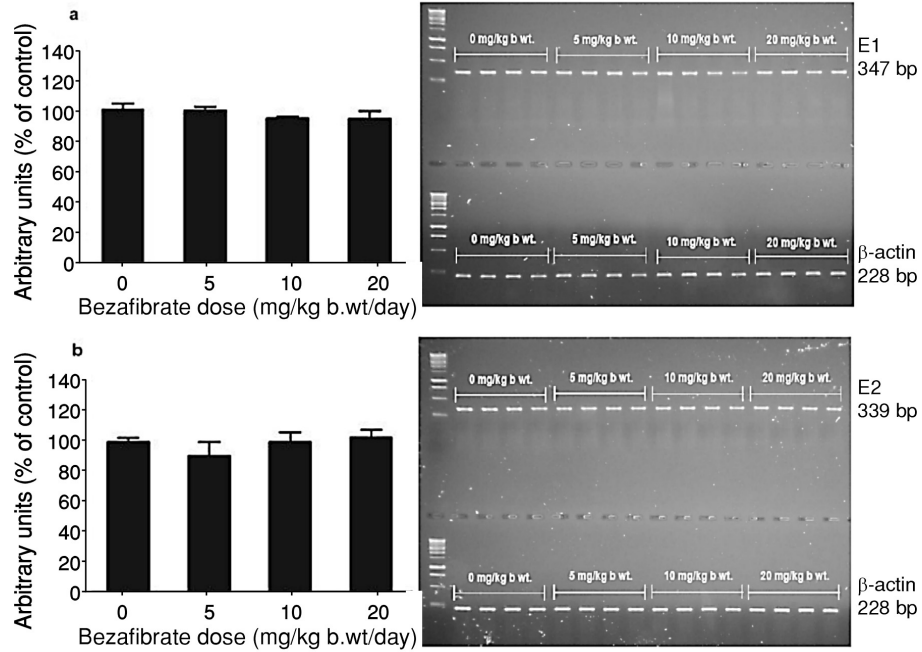 a
140
120
100
80
60
40
20
0
Arbitrary units (% of control)
0 5 10 20
Bezafibrate dose (mg/kg b.wt/day)
0 mg/kg b wt. 5 mg/kg b wt. 10 mg/kg b wt. 20 mg/kg b wt.
E1
347 bp
0 mg/kg b wt. 5 mg/kg b wt. 10 mg/kg b wt. 20 mg/kg b wt.
β-actin
228 bp
b
140
120
100
80
60
40
20
0
Arbitrary units (% of control)
0 5 10 20
Bezafibrate dose (mg/kg b.wt/day)
0 mg/kg b wt. 5 mg/kg b wt. 10 mg/kg b wt. 20 mg/kg b wt.
E2
339 bp
0 mg/kg b wt. 5 mg/kg b wt. 10 mg/kg b wt. 20 mg/kg b wt.
β-actin
228 bp